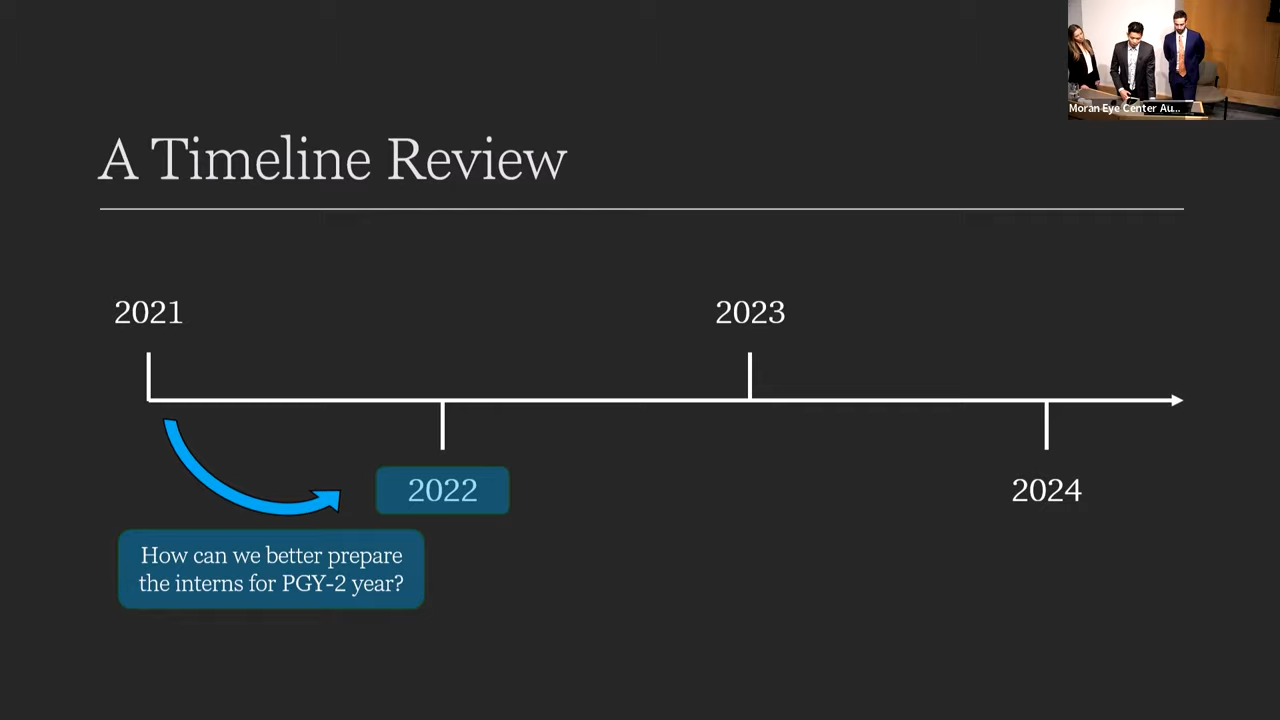 Moran Eye Center Au...
A Timeline Review
2021
2023
2022
2024
How can we better prepare
the interns for PGY-2 year?